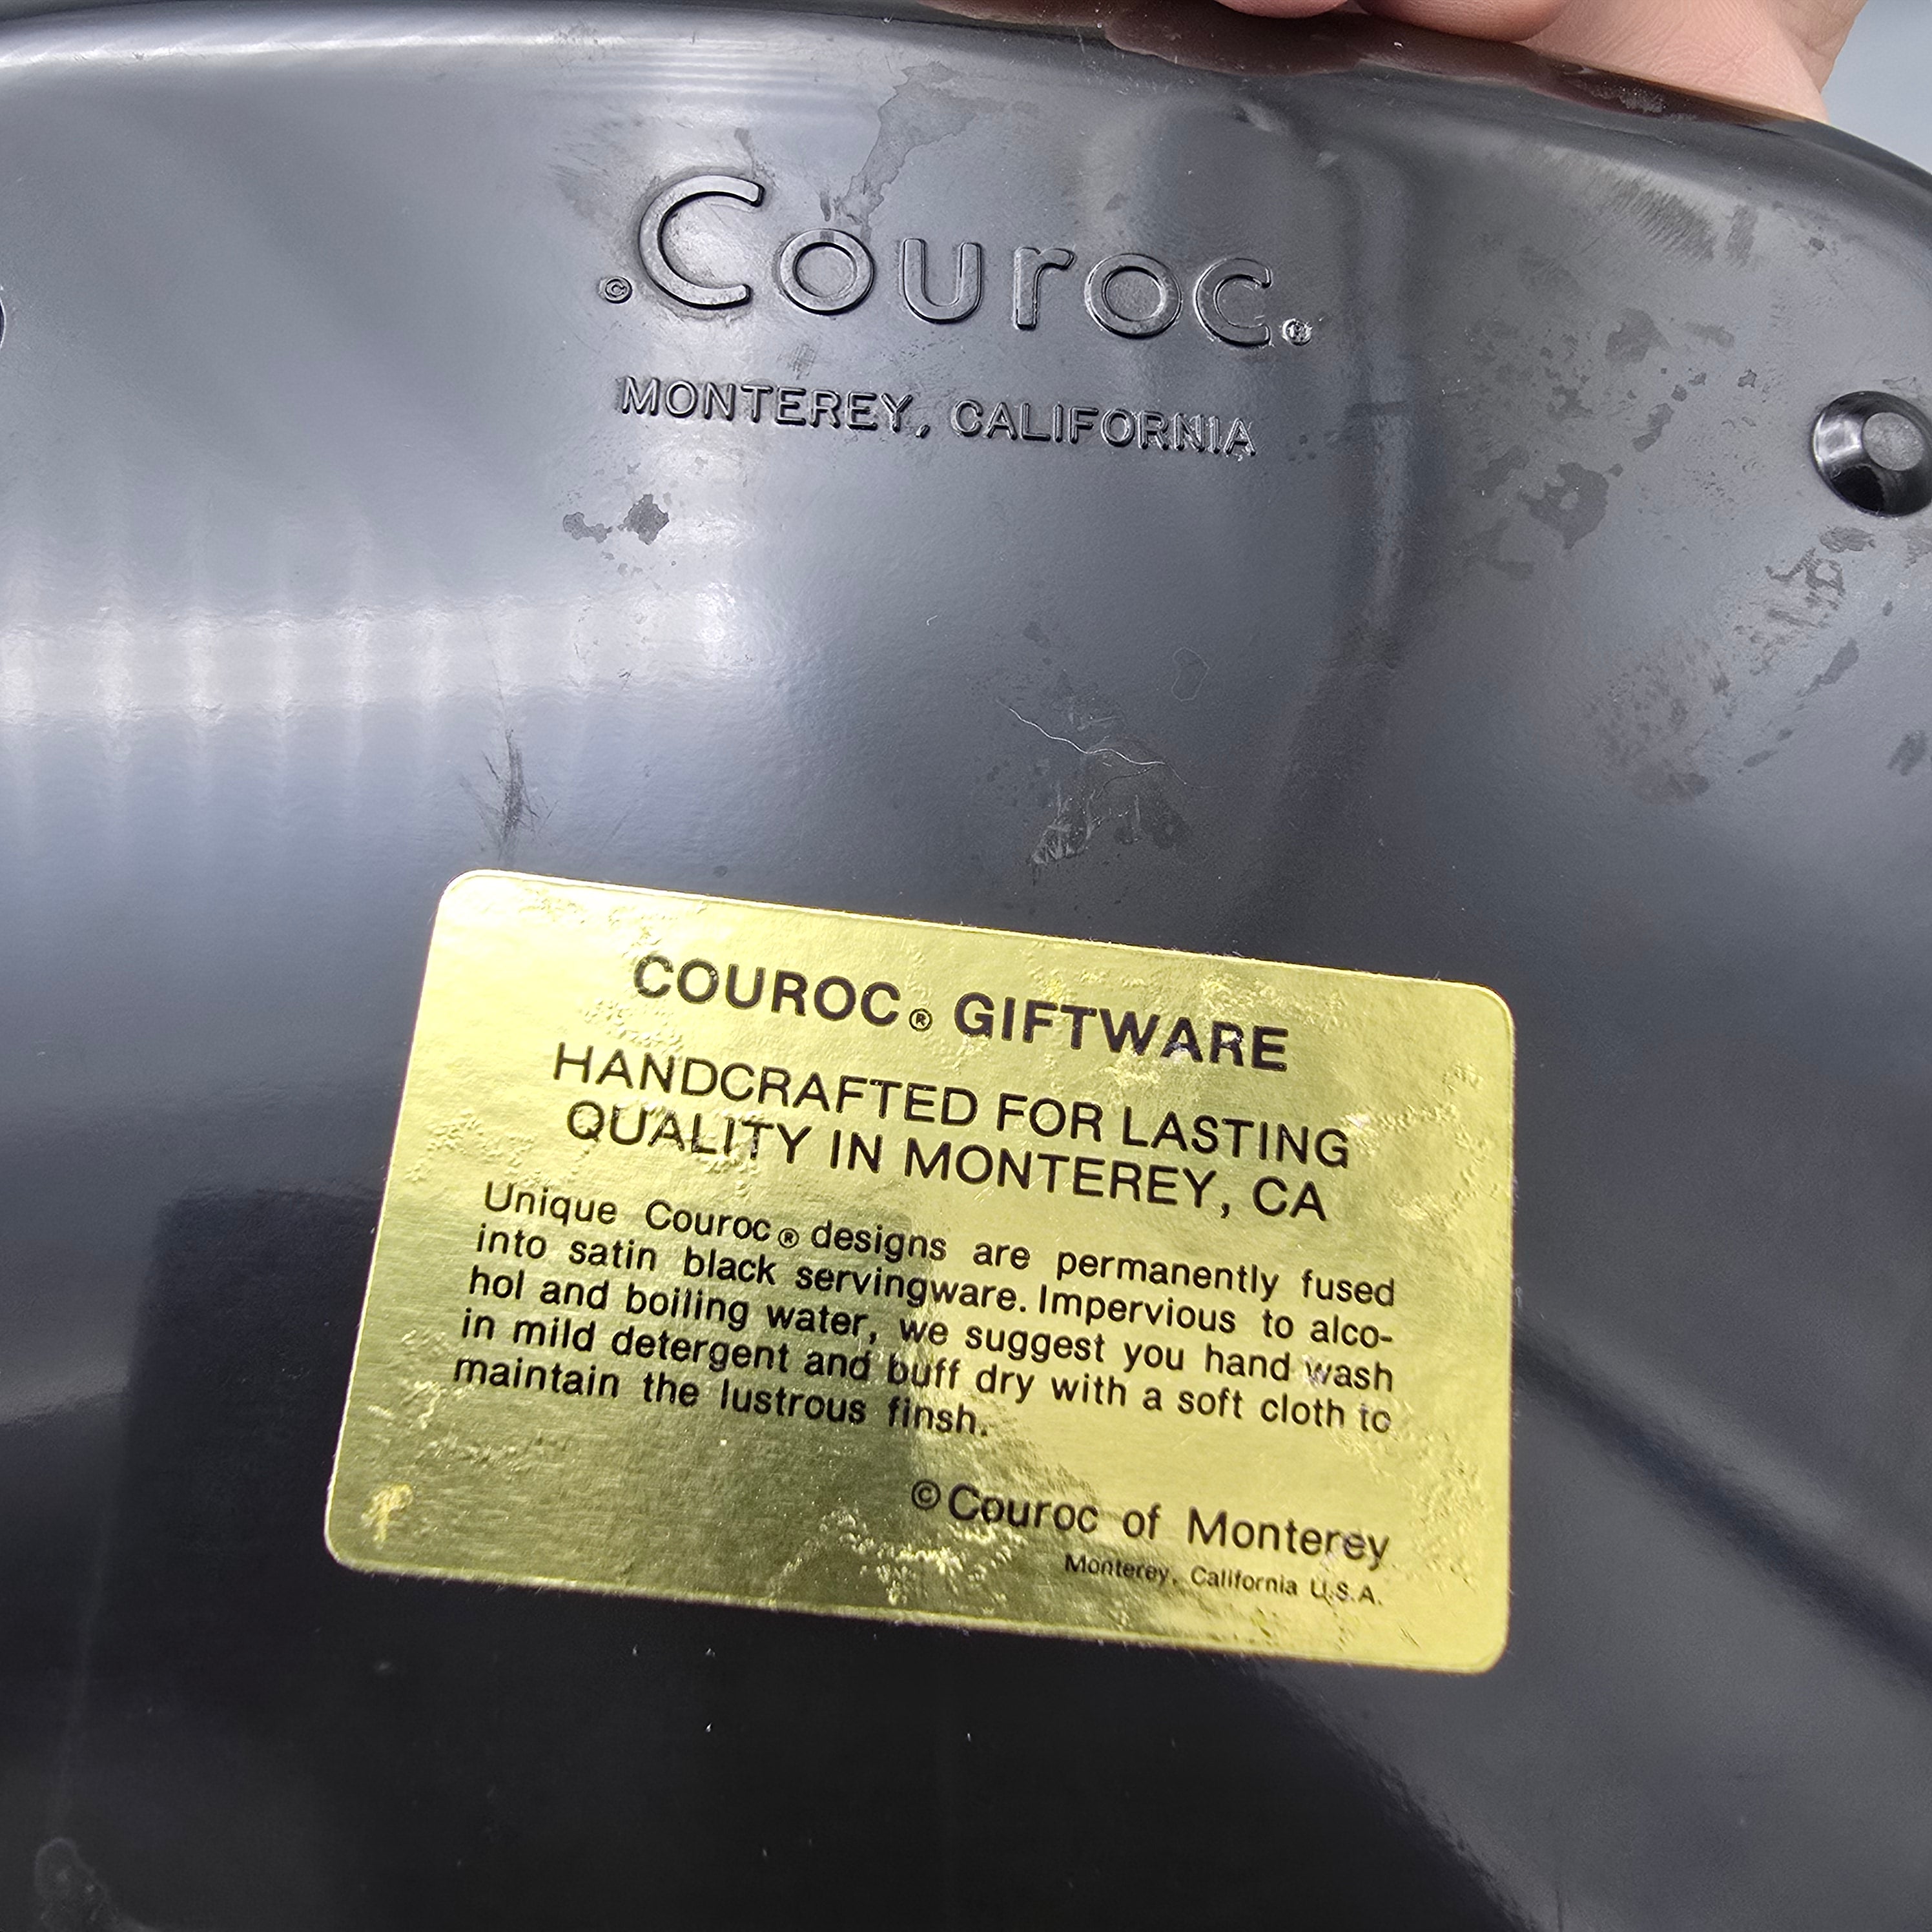 ©Couroc®
MONTEREY, CALIFORNIA
COUROC® GIFTWARE
HANDCRAFTED FOR LASTING
QUALITY IN MONTEREY, CA
Unique Couroc® designs are permanently fused
into satin black servingware. Impervious to alco-
hol and boiling water, we suggest you hand wash
in mild detergent and buff dry with a soft cloth to
maintain the lustrous finsh.
© Couroc of Monterey
Monterey, California U.S.A.